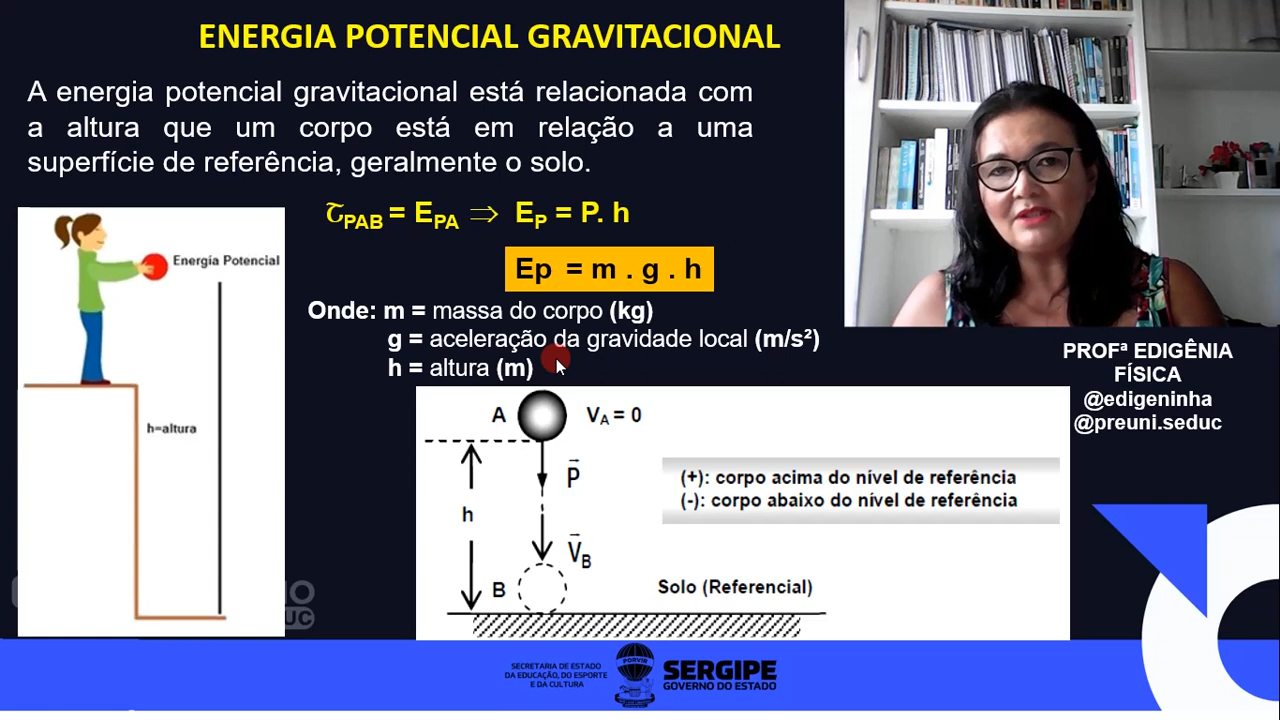 ENERGIA POTENCIAL GRAVITACIONAL
A energia potencial gravitacional está relacionada com
a altura que um corpo está em relação a uma
superfície de referência, geralmente o solo.
τPAB = EPA ⇒ EP = P. h
Ep = m . g . h
Energía Potencial
Onde: m = massa do corpo (kg)
g = aceleração da gravidade local (m/s²)
h = altura (m)
h=altura
A
VA = 0
P
h
VB
B
(+): corpo acima do nível de referência
(-): corpo abaixo do nível de referência
Solo (Referencial)
PROFª EDIGÊNIA
FÍSICA
@edigeninha
@preuni.seduc
SECRETARIA DE ESTADO
DA EDUCAÇÃO, DO ESPORTE
E DA CULTURA
PORVIR
SERGIPE
GOVERNO DO ESTADO